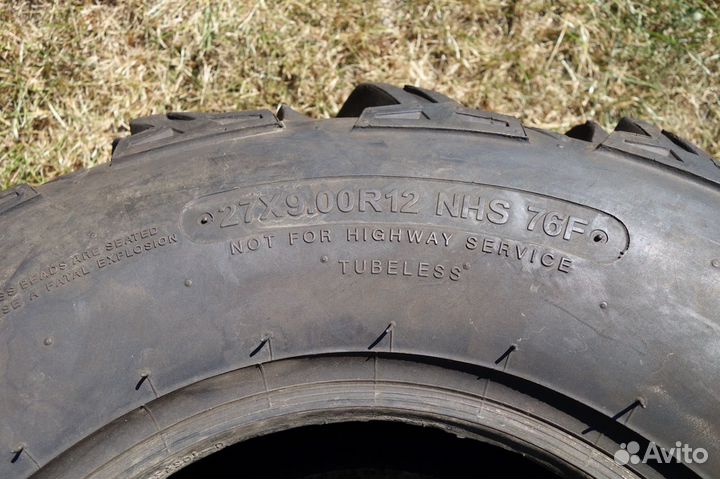 27X9.00R12 NHS 76F
NOT FOR HIGHWAY SERVICE
TUBELESS
BEADS ARE SEATED
A FATAL EXPLOSION
Avito